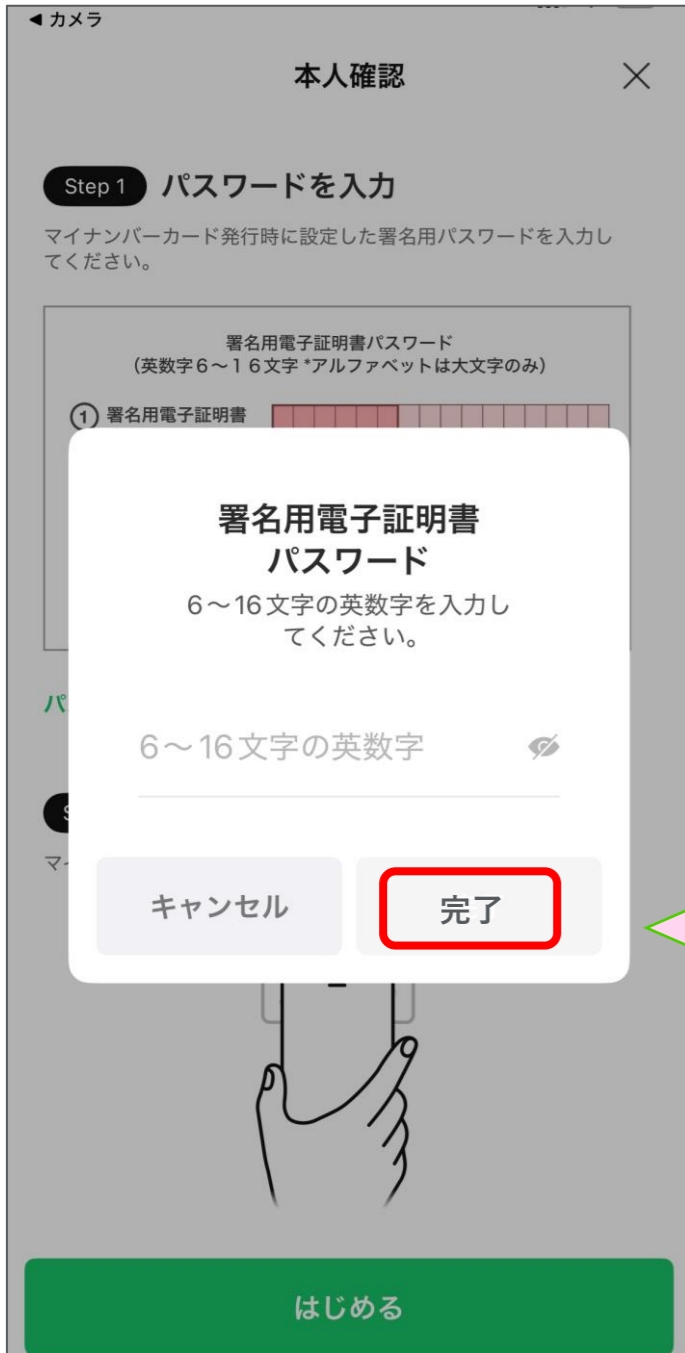 ◀ カメラ
本人確認
Step 1 パスワードを入力
マイナンバーカード発行時に設定した署名用パスワードを入力し
てください。
署名用電子証明書パスワード
(英数字6~16文字 *アルファベットは大文字のみ)
① 署名用電子証明書
署名用電子証明書
パスワード
6~16文字の英数字を入力し
てください。
パ
6~16文字の英数字
S
マイ
キャンセル
完了
はじめる